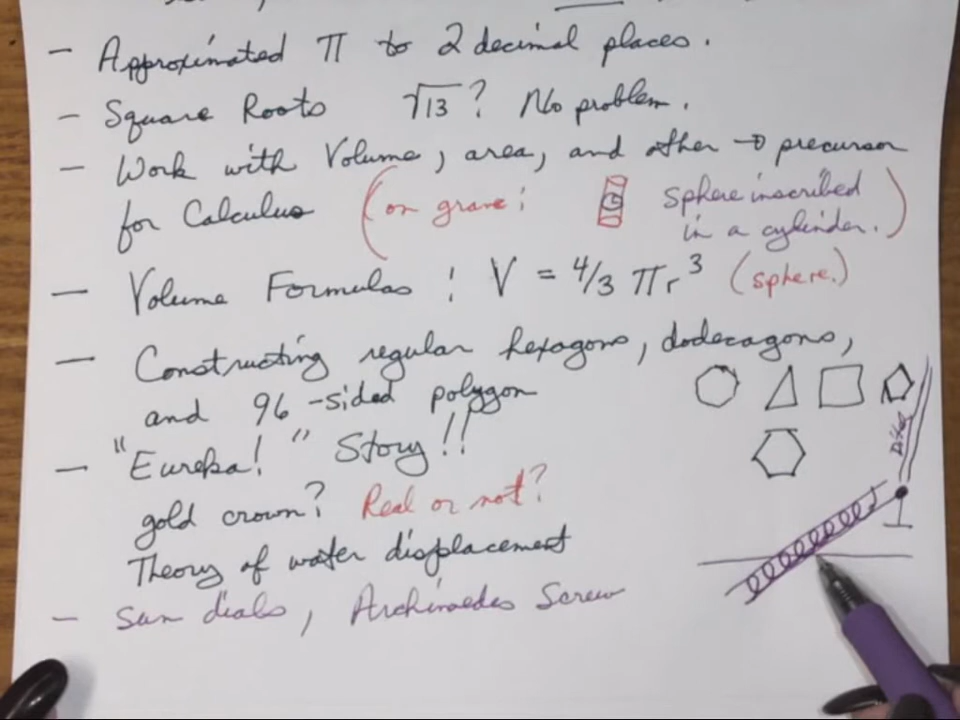 - Approximated π to 2 decimal places.
- Square Roots √13? No problem.
- Work with Volume, area, and other → precursor
for Calculus (on grave: sphere inscribed
in a cylinder.)
- Volume Formulas: V = 4/3 πr³ (sphere.)
- Constructing regular hexagons, dodecagons,
and 96-sided polygon
- "Eureka!" Story!!
gold crown? Real or not?
Theory of water displacement
- Sun dials, Archimedes Screw